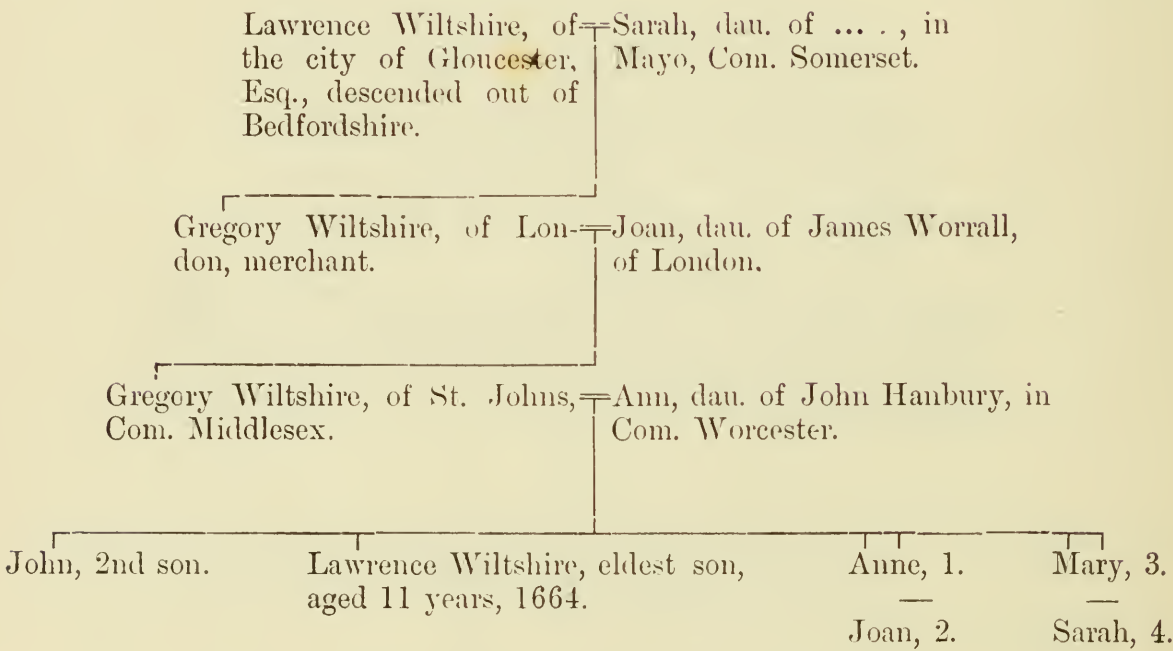 Lawrence Wiltshire, of Sarah, dau. of ... . , in
the city of Gloucester, Mayo, Com. Somerset.
Esq., descended out of
Bedfordshire.
Gregory Wiltshire, of Lon- Joan, dau. of James Worrall,
don, merchant. of London.
Gregory Wiltshire, of St. Johns, Ann, dau. of John Hanbury, in
Com. Middlesex. Com. Worcester.
John, 2nd son. Lawrence Wiltshire, eldest son, Anne, 1. Mary, 3.
aged 11 years, 1664.
Joan, 2. Sarah, 4.